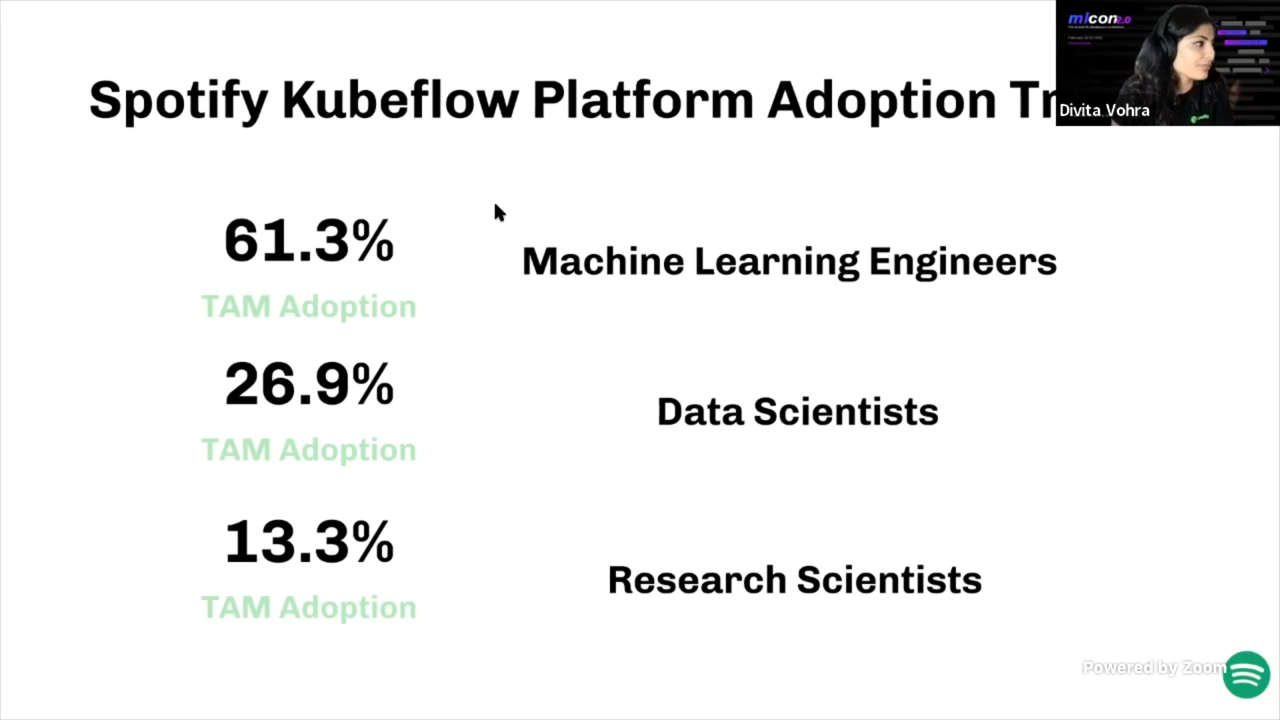 Spotify Kubeflow Platform Adoption Tr
mlcon2.0
Divita Vohra
61.3%
TAM Adoption
Machine Learning Engineers
26.9%
TAM Adoption
Data Scientists
13.3%
TAM Adoption
Research Scientists
Powered by Zoom